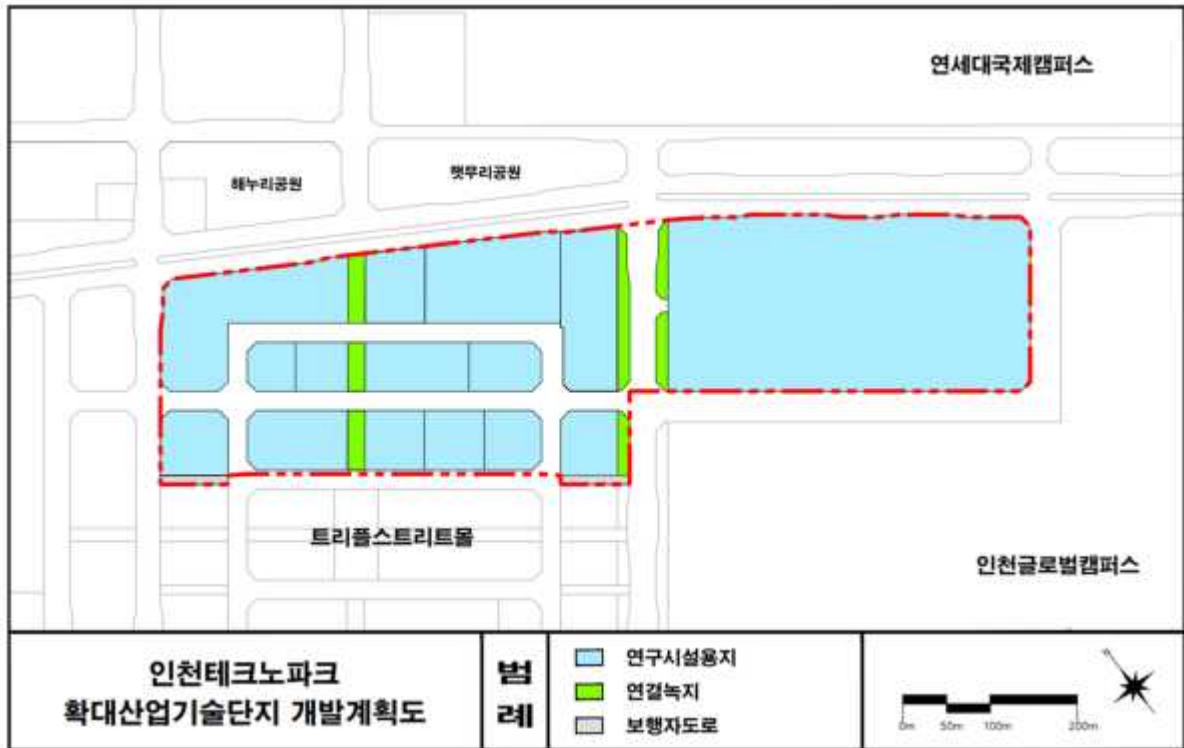 연세대국제캠퍼스
해누리공원
햇무리공원
트리플스트리트몰
인천글로벌캠퍼스
인천테크노파크
확대산업기술단지 개발계획도
범
례
연구시설용지
연결녹지
보행자도로
0m 50m 100m 200m